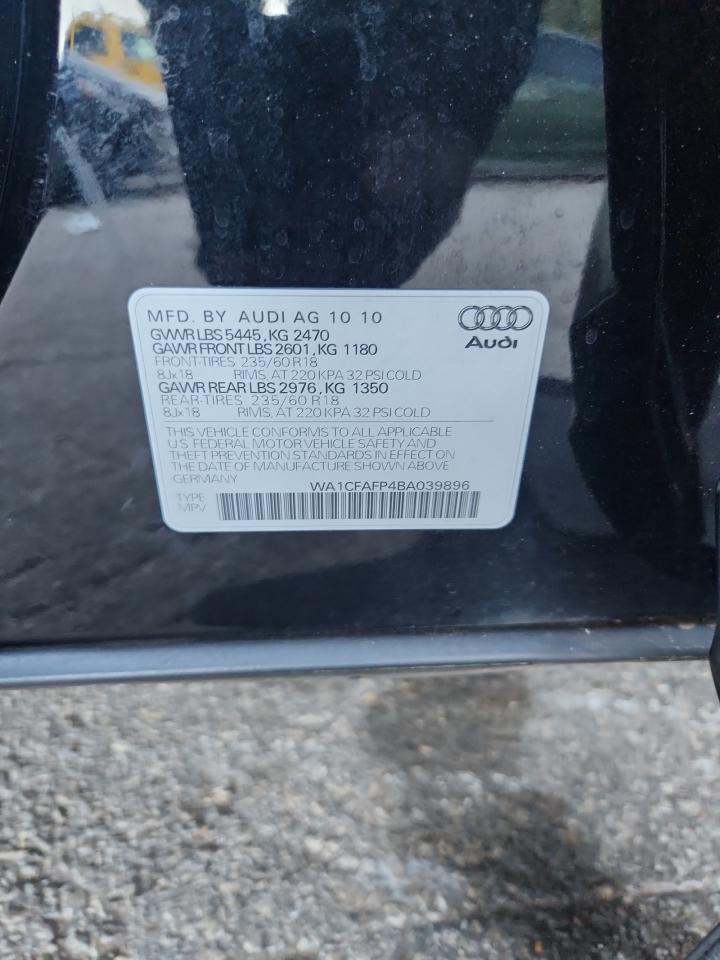 MFD. BY AUDI AG 10 10
GVWR LBS 5445, KG 2470
GAWR FRONT LBS 2601, KG 1180
FRONT-TIRES 235/60 R18
8Jx18 RIMS, AT 220 KPA 32 PSI COLD
GAWR REAR LBS 2976, KG 1350
REAR-TIRES 235/60 R18
8Jx18 RIMS, AT 220 KPA 32 PSI COLD
Audi
THIS VEHICLE CONFORMS TO ALL APPLICABLE
U.S. FEDERAL MOTOR VEHICLE SAFETY AND
THEFT PREVENTION STANDARDS IN EFFECT ON
THE DATE OF MANUFACTURE SHOWN ABOVE
GERMANY WA1CFAFP4BA039896
TYPE
MPV